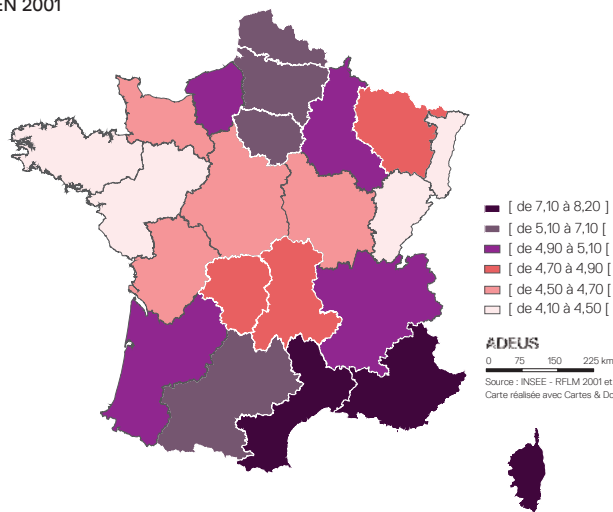 EN 2001
[ de 7,10 à 8,20 ]
[ de 5,10 à 7,10 [
[ de 4,90 à 5,10 [
[ de 4,70 à 4,90 [
[ de 4,50 à 4,70 [
[ de 4,10 à 4,50 [
ADEUS
0 75 150 225 km
Source : INSEE - RFLM 2001 et
Carte réalisée avec Cartes & Do